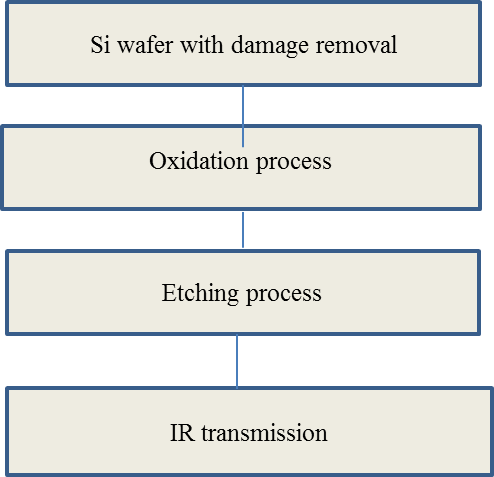 Si wafer with damage removal
Oxidation process
Etching process
IR transmission